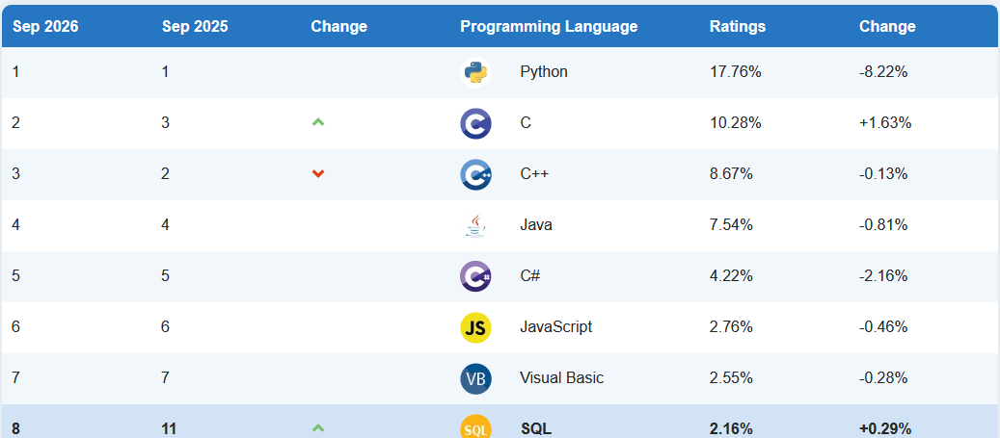 Sep 2026 Sep 2025 Change Programming Language Ratings Change
1 1 Python 17.76% -8.22%
2 3 C 10.28% +1.63%
3 2 C++ 8.67% -0.13%
4 4 Java 7.54% -0.81%
5 5 C# 4.22% -2.16%
6 6 JS JavaScript 2.76% -0.46%
7 7 VB Visual Basic 2.55% -0.28%
8 11 SQL SQL 2.16% +0.29%